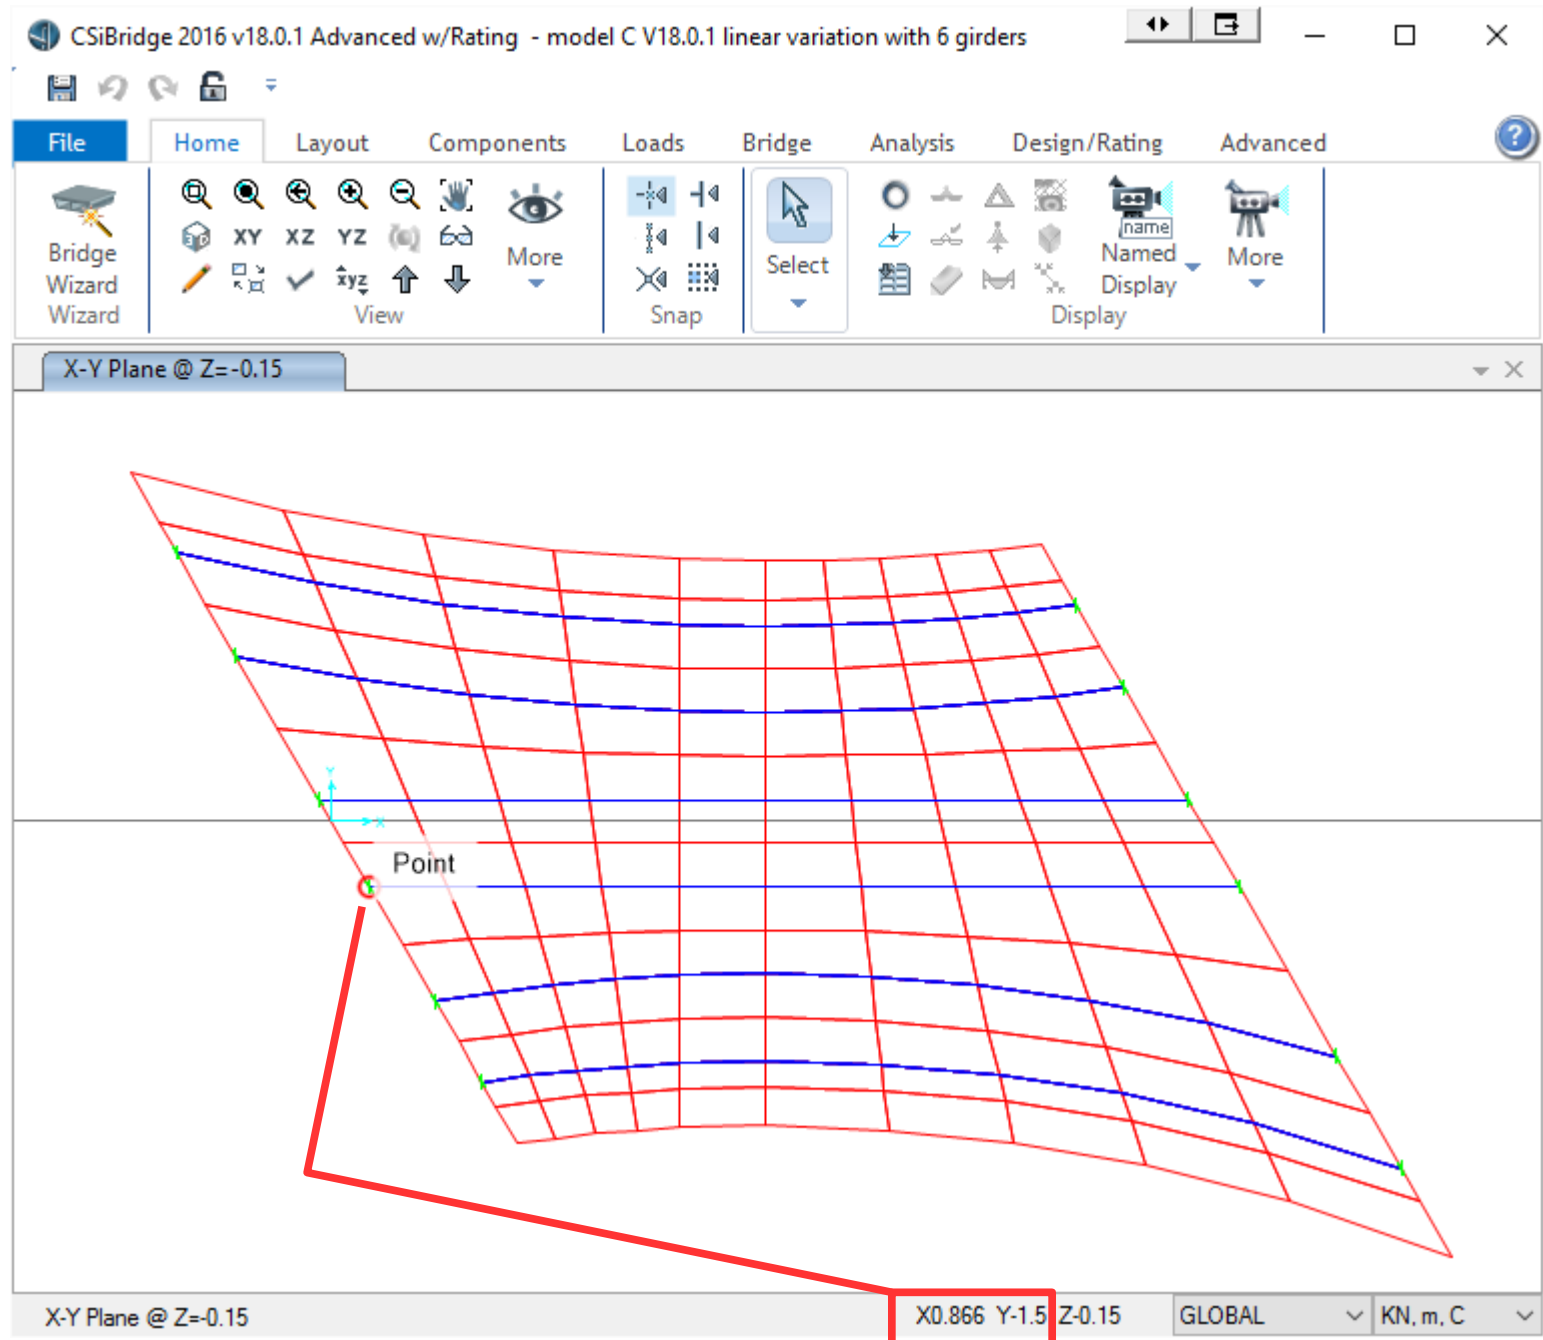 CSiBridge 2016 v18.0.1 Advanced w/Rating - model C V18.0.1 linear variation with 6 girders
File Home Layout Components Loads Bridge Analysis Design/Rating Advanced ?
3D XY XZ YZ
xyz
Bridge
Wizard
More
Select
name
Named
Display
More
Wizard View Snap Display
X-Y Plane @ Z=-0.15
Y
X
Point
X-Y Plane @ Z=-0.15 X0.866 Y-1.5 Z-0.15 GLOBAL KN, m, C